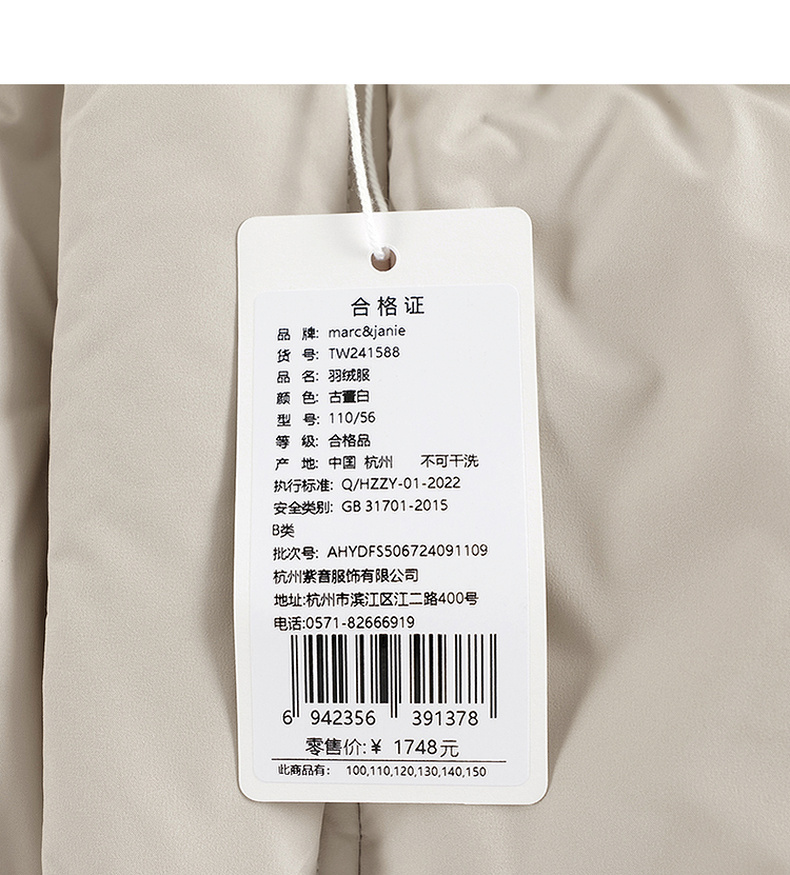 合格证
品 牌: marc&janie
货 号: TW241588
品 名: 羽绒服
颜 色: 古薑白
型 号: 110/56
等 级: 合格品
产 地: 中国 杭州 不可干洗
执行标准: Q/HZZY-01-2022
安全类别: GB 31701-2015
B类
批次号: AHYDFS506724091109
杭州紫音服饰有限公司
地址:杭州市滨江区江二路400号
电话:0571-82666919
6 942356 391378
零售价:¥ 1748元
此商品有: 100,110,120,130,140,150